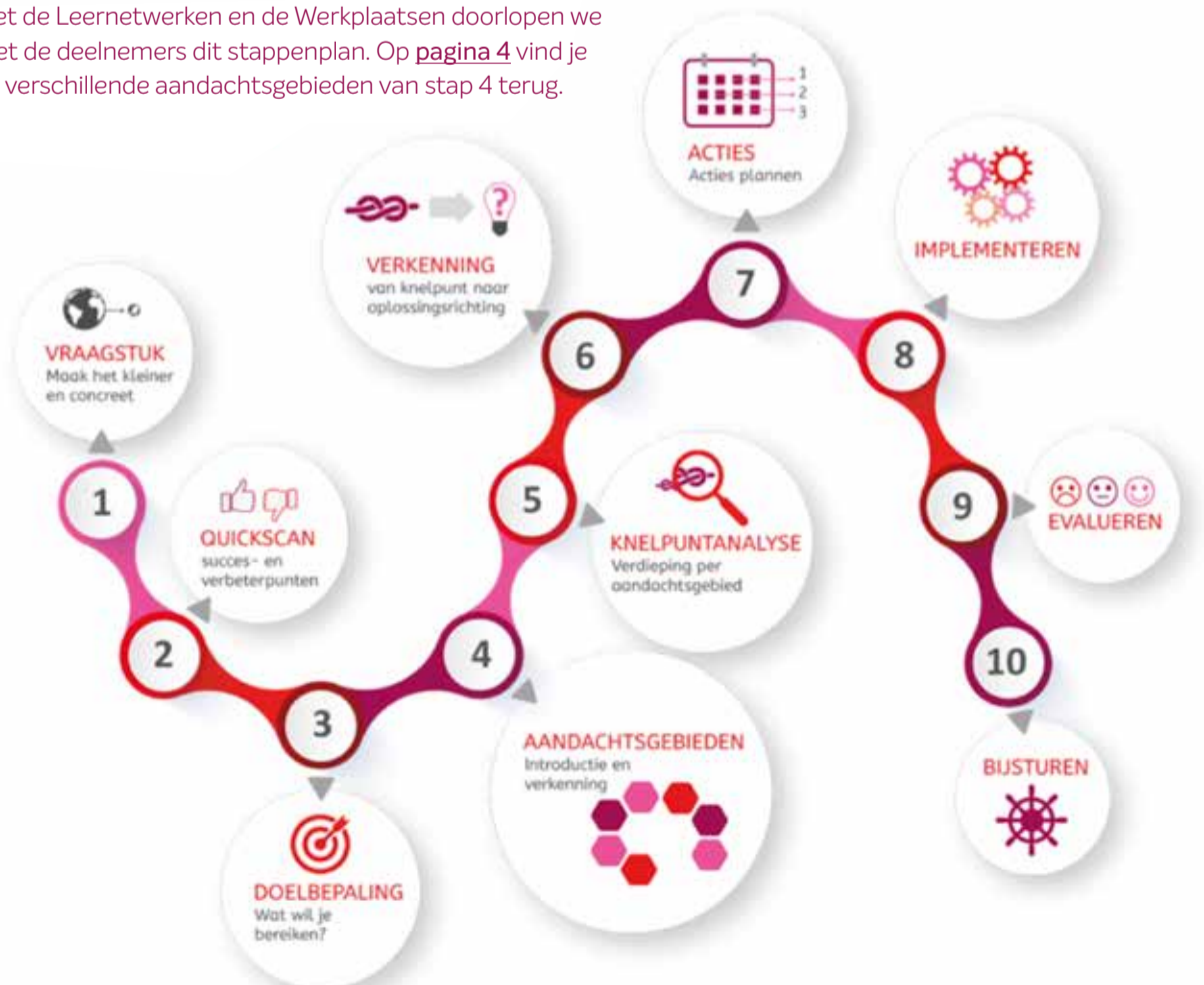 et de Leernetwerken en de Werkplaatsen doorlopen we
et de deelnemers dit stappenplan. Op pagina 4 vind je
verschillende aandachtsgebieden van stap 4 terug.
1
VRAAGSTUK
Maak het kleiner
en concreet
2
QUICKSCAN
succes- en
verbeterpunten
3
DOELBEPALING
Wat wil je
bereiken?
4
AANDACHTSGEBIEDEN
Introductie en
verkenning
5
KNELPUNTANALYSE
Verdieping per
aandachtsgebied
6
?
VERKENNING
van knelpunt naar
oplossingsrichting
7
1
2
3
ACTIES
Acties plannen
8
IMPLEMENTEREN
9
EVALUEREN
10
BIJSTUREN